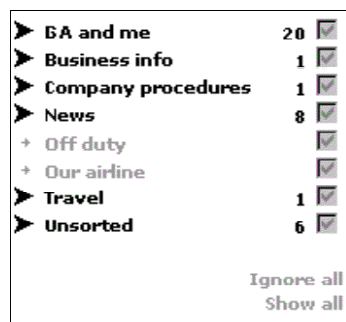 BA and me 20
Business info 1
Company procedures 1
News 8
Off duty
Our airline
Travel 1
Unsorted 6
Ignore all
Show all